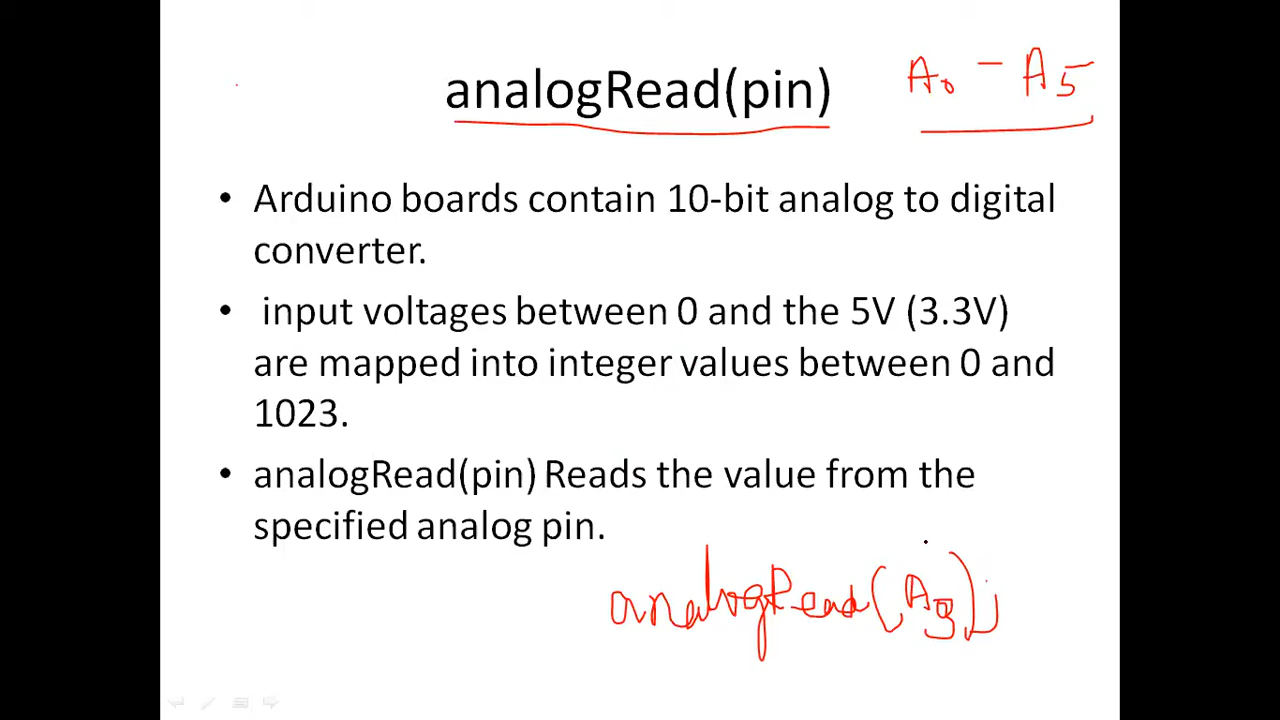 analogRead(pin) A0 - A5
• Arduino boards contain 10-bit analog to digital
converter.
• input voltages between 0 and the 5V (3.3V)
are mapped into integer values between 0 and
1023.
• analogRead(pin) Reads the value from the
specified analog pin.
analogRead(A3);